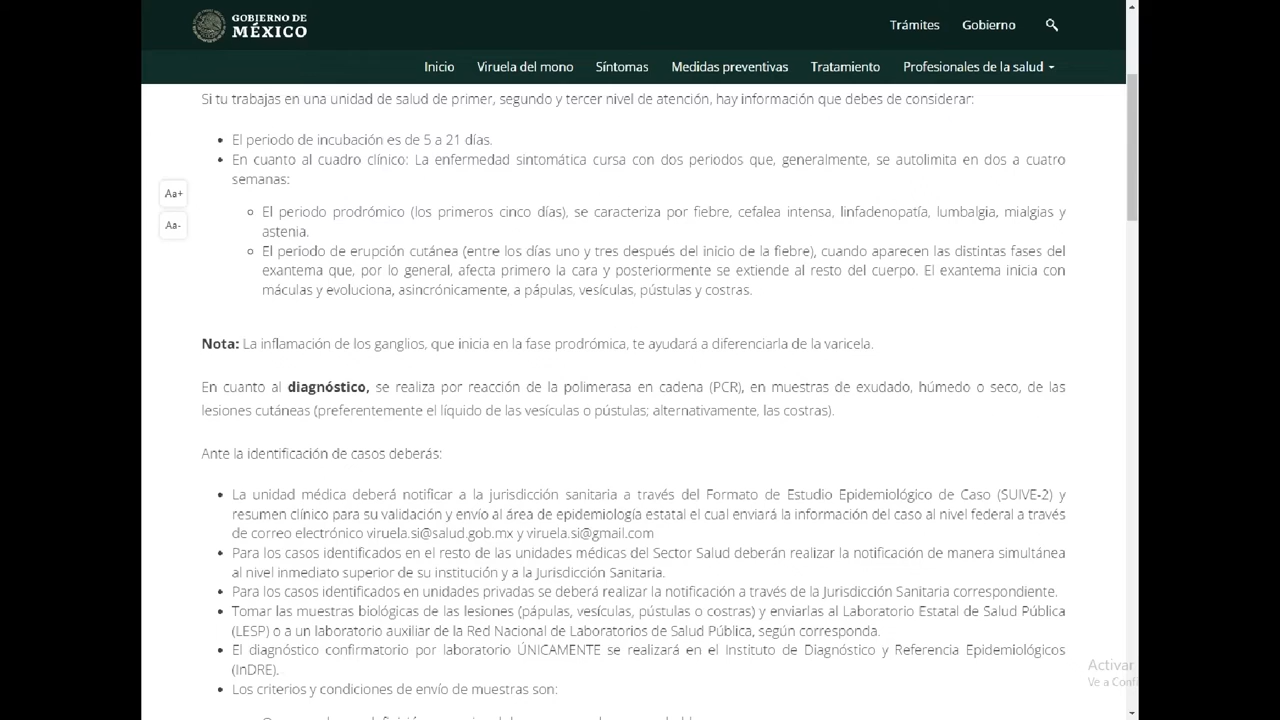 GOBIERNO DE
MÉXICO
Trámites Gobierno
Inicio Viruela del mono Síntomas Medidas preventivas Tratamiento Profesionales de la salud
Si tu trabajas en una unidad de salud de primer, segundo y tercer nivel de atención, hay información que debes de considerar:
El periodo de incubación es de 5 a 21 días.
En cuanto al cuadro clínico: La enfermedad sintomática cursa con dos periodos que, generalmente, se autolimita en dos a cuatro
semanas:
Aa+
El periodo prodrómico (los primeros cinco días), se caracteriza por fiebre, cefalea intensa, linfadenopatía, lumbalgia, mialgias y
Aa-
astenia.
El periodo de erupción cutánea (entre los días uno y tres después del inicio de la fiebre), cuando aparecen las distintas fases del
exantema que, por lo general, afecta primero la cara y posteriormente se extiende al resto del cuerpo. El exantema inicia con
máculas y evoluciona, asincrónicamente, a pápulas, vesículas, pústulas y costras.
Nota: La inflamación de los ganglios, que inicia en la fase prodrómica, te ayudará a diferenciarla de la varicela.
En cuanto al diagnóstico, se realiza por reacción de la polimerasa en cadena (PCR), en muestras de exudado, húmedo o seco, de las
lesiones cutáneas (preferentemente el líquido de las vesículas o pústulas; alternativamente, las costras).
Ante la identificación de casos deberás:
La unidad médica deberá notificar a la jurisdicción sanitaria a través del Formato de Estudio Epidemiológico de Caso (SUIVE-2) y
resumen clínico para su validación y envío al área de epidemiología estatal el cual enviará la información del caso al nivel federal a través
de correo electrónico viruela.si@salud.gob.mx y viruela.si@gmail.com
Para los casos identificados en el resto de las unidades médicas del Sector Salud deberán realizar la notificación de manera simultánea
al nivel inmediato superior de su institución y a la Jurisdicción Sanitaria.
Para los casos identificados en unidades privadas se deberá realizar la notificación a través de la Jurisdicción Sanitaria correspondiente.
Tomar las muestras biológicas de las lesiones (pápulas, vesículas, pústulas o costras) y enviarlas al Laboratorio Estatal de Salud Pública
(LESP) o a un laboratorio auxiliar de la Red Nacional de Laboratorios de Salud Pública, según corresponda.
El diagnóstico confirmatorio por laboratorio ÚNICAMENTE se realizará en el Instituto de Diagnóstico y Referencia Epidemiológicos
(InDRE).
Activar
Ve a Confi
Los criterios y condiciones de envío de muestras son: